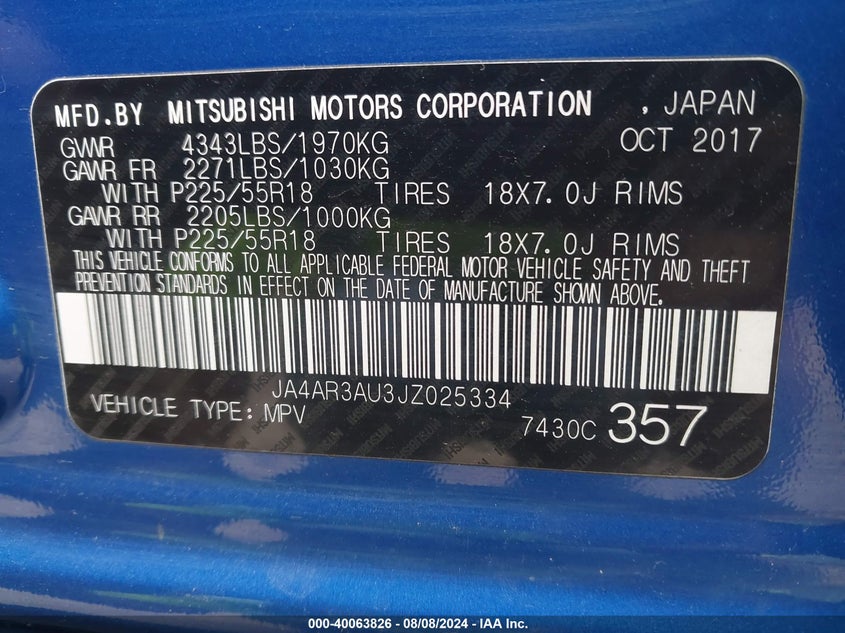 MFD.BY MITSUBISHI MOTORS CORPORATION , JAPAN
GVWR 4343LBS/1970KG OCT 2017
GAWR FR 2271LBS/1030KG
WITH P225/55R18 TIRES 18X7.0J RIMS
GAWR RR 2205LBS/1000KG
WITH P225/55R18 TIRES 18X7.0J RIMS
THIS VEHICLE CONFORMS TO ALL APPLICABLE FEDERAL MOTOR VEHICLE SAFETY AND THEFT
PREVENTION STANDARDS IN EFFECT ON THE DATE OF MANUFACTURE SHOWN ABOVE.
JA4AR3AU3JZ025334
VEHICLE TYPE: MPV 7430C 357
000-40063826 - 08/08/2024 - IAA Inc.